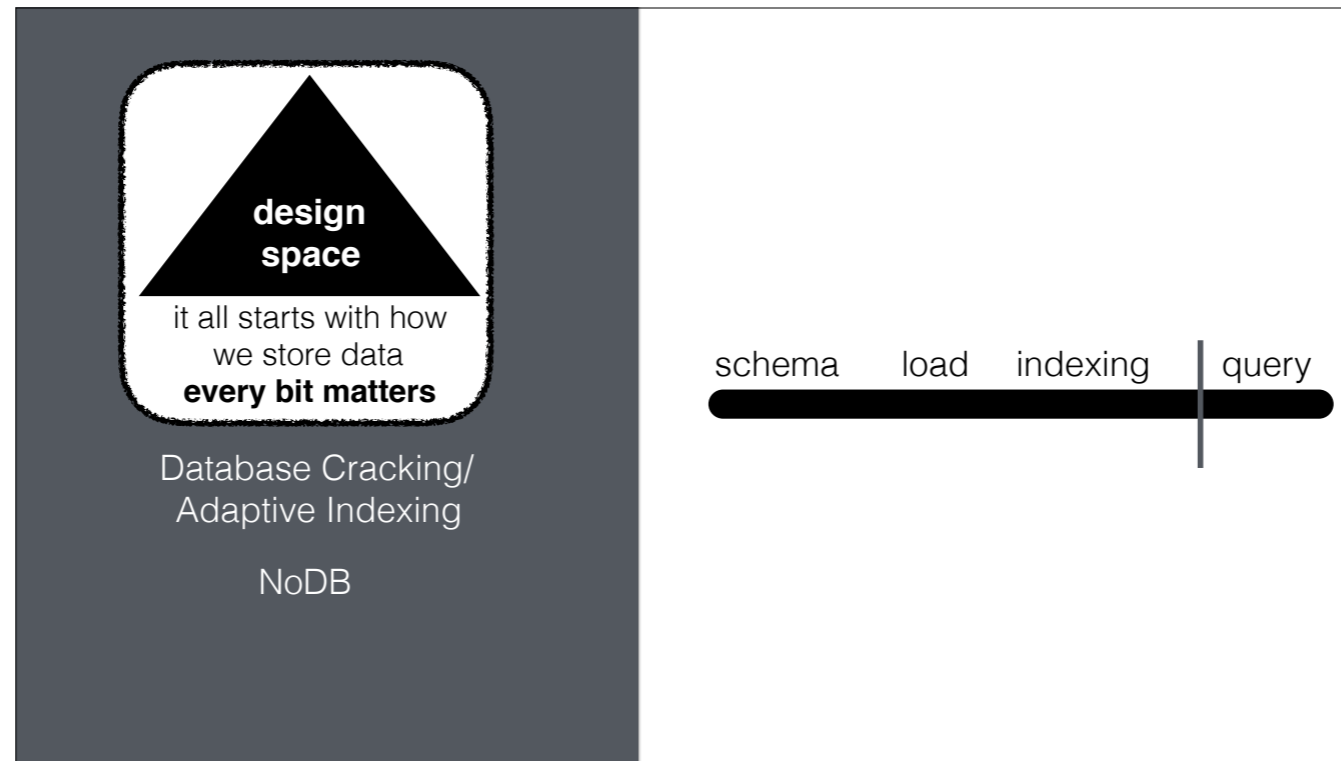 design
space
it all starts with how
we store data
every bit matters
Database Cracking/
Adaptive Indexing
NoDB
schema load indexing query